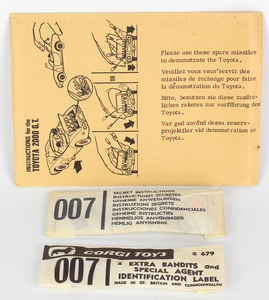 INSTRUCTIONS for the
TOYOTA 2000 G.T.
Please use these spare missiles
to demonstrate the Toyota.
Veuillez vous servir des
missiles de rechange pour faire
la démonstration du Toyota.
Bitte, benützen sie diese zusätz-
lichen raketen zur vorführung des
Toyota.
Var god använd dessa reserv-
projektiler vid demonstration av
Toyota.
007
SECRET INSTRUCTIONS
INSTRUCTIONS SECRETES
GEHEIME ANWEISUNGEN
INSTRUZIONI SEGRETE
INSTRUCCIONES CONFIDENCIALES
GEHEIME INSTRUCTIES
HEMMELIGE ANVISNINGER
HEMLIG ANVISNING
CORGI TOYS
S 679
007
EXTRA BANDITS and
SPECIAL AGENT
IDENTIFICATION LABEL
MADE IN GT. BRITAIN AND COMMONWEALTH